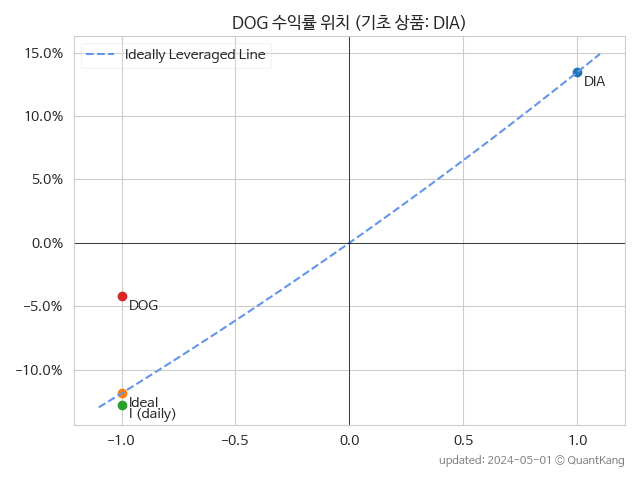 DOG 수익률 위치 (기초 상품: DIA)
15.0%
Ideally Leveraged Line
DIA
10.0%
5.0%
0.0%
DOG
−5.0%
−10.0%
Ideal
I (daily)
−1.0
−0.5
0.0
0.5
1.0
updated: 2024-05-01 © QuantKang